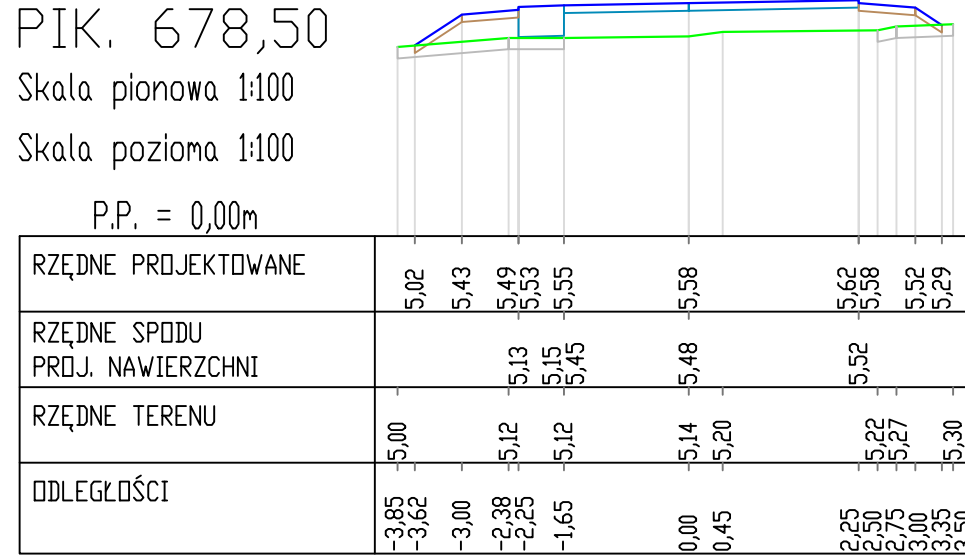 PIK. 678,50
Skala pionowa 1:100
Skala pozioma 1:100
P.P. = 0,00m
RZĘDNE PROJEKTOWANE 5,02 5,43 5,49 5,53 5,55 5,58 5,62 5,58 5,52 5,29
RZĘDNE SPODU
PROJ. NAWIERZCHNI 5,13 5,15 5,45 5,48 5,52
RZĘDNE TERENU 5,00 5,12 5,12 5,14 5,20 5,22 5,27 5,30
ODLEGŁOŚCI -3,85 -3,62 -3,00 -2,38 -2,25 -1,65 0,00 0,45 2,25 2,50 2,75 3,00 3,35 3,50